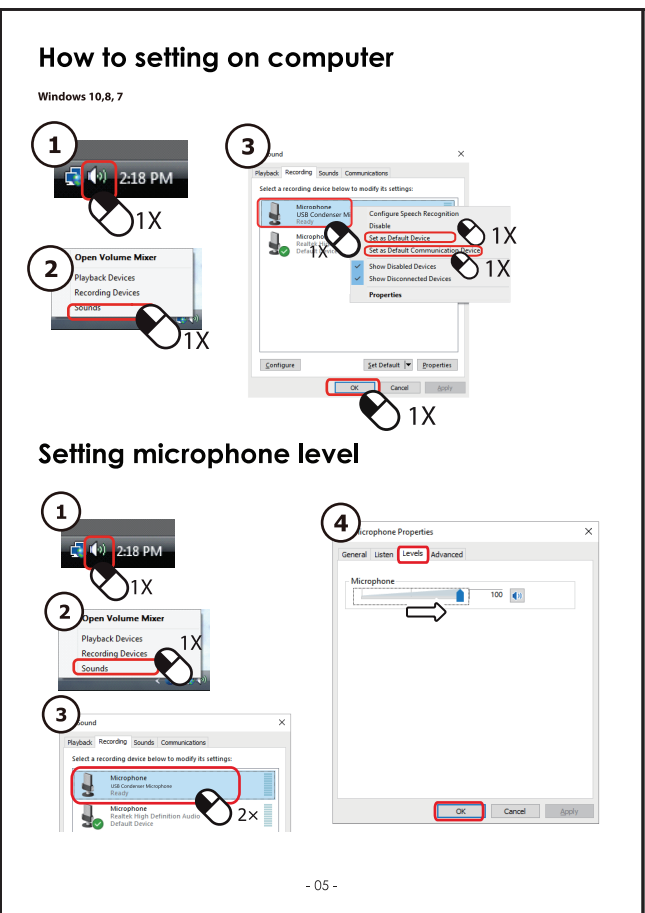 How to setting on computer
Windows 10,8, 7
1
2:18 PM
1X
2
Open Volume Mixer
Playback Devices
Recording Devices
Sounds
1X
3
ound
Playback Recording Sounds Communications
Select a recording device below to modify its settings:
Microphone
USB Condenser Mi
Ready
1X
Configure Speech Recognition
Disable
Set as Default Device
1X
Set as Default Communication Device
1X
Show Disabled Devices
Show Disconnected Devices
Properties
Microphon
Realtek High
Default Device
Configure
Set Default
Properties
OK
Cancel
Apply
1X
Setting microphone level
1
2:18 PM
1X
2
Open Volume Mixer
Playback Devices
Recording Devices
Sounds
1X
3
Sound
Playback Recording Sounds Communications
Select a recording device below to modify its settings:
Microphone
USB Condenser Microphone
Ready
2×
Microphone
Realtek High Definition Audio
Default Device
4
Microphone Properties
General Listen Levels Advanced
Microphone
100
OK
Cancel
Apply
- 05 -